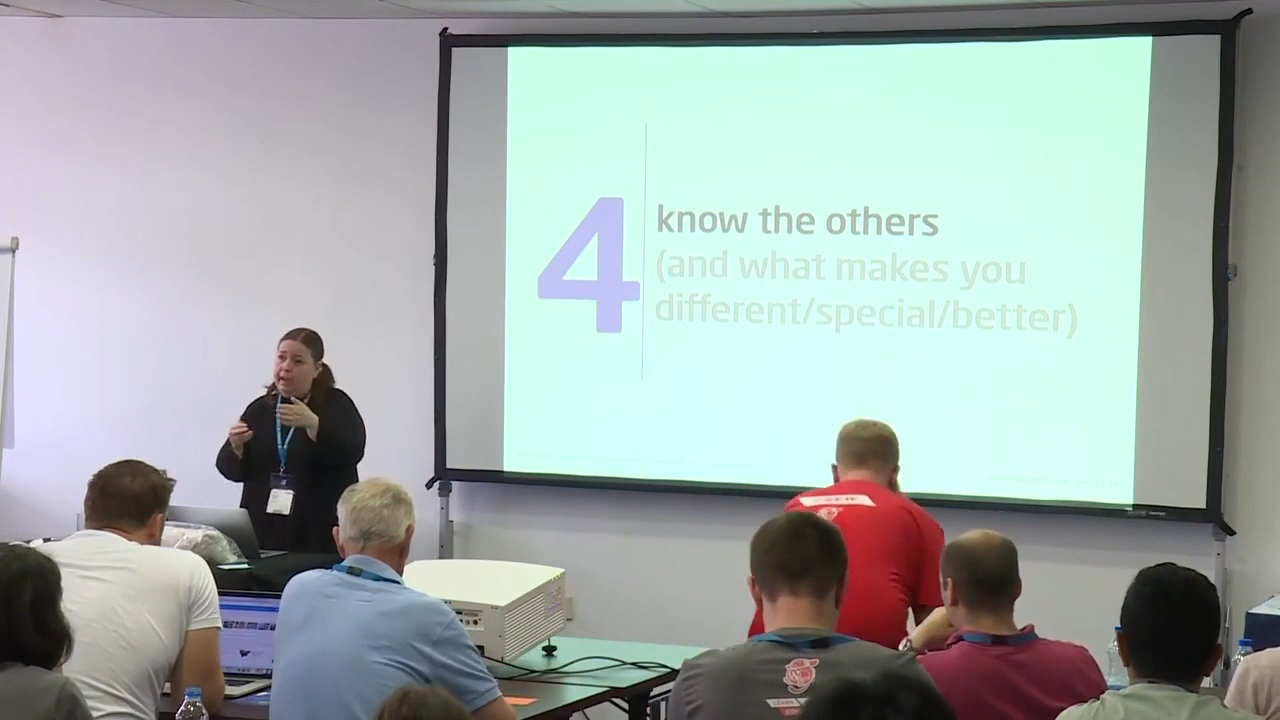 4
know the others
(and what makes you
different/special/better)